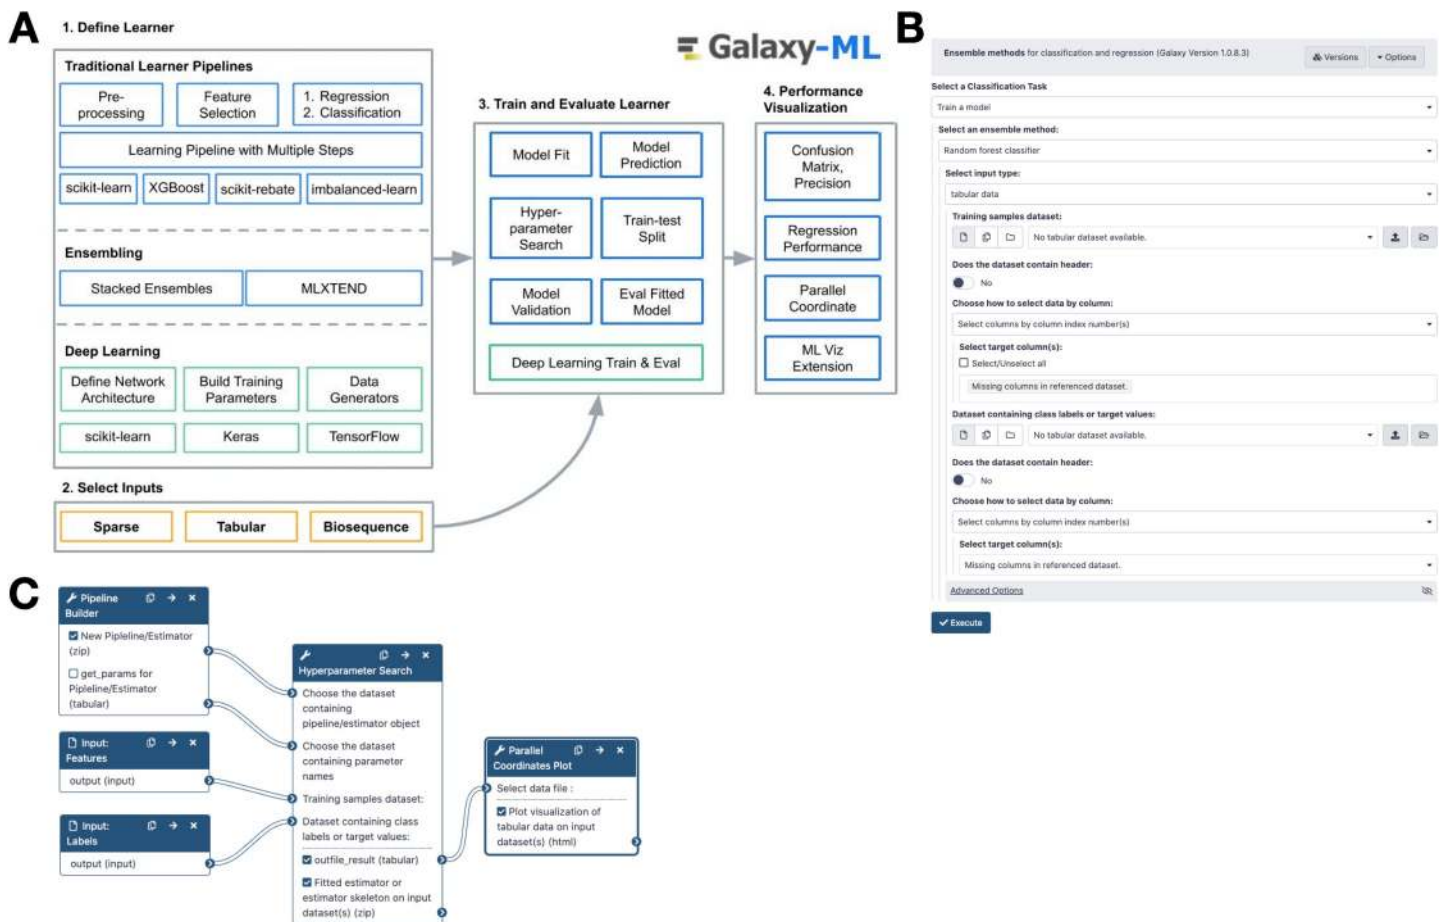 A
1. Define Learner
Traditional Learner Pipelines
Pre-
processing
Feature
Selection
1. Regression
2. Classification
Learning Pipeline with Multiple Steps
scikit-learn
XGBoost
scikit-rebate
imbalanced-learn
Ensembling
Stacked Ensembles
MLXTEND
Deep Learning
Define Network
Architecture
Build Training
Parameters
Data
Generators
scikit-learn
Keras
TensorFlow
2. Select Inputs
Sparse
Tabular
Biosequence
Galaxy-ML
3. Train and Evaluate Learner
Model Fit
Model
Prediction
Hyper-
parameter
Search
Train-test
Split
Model
Validation
Eval Fitted
Model
Deep Learning Train & Eval
4. Performance
Visualization
Confusion
Matrix,
Precision
Regression
Performance
Parallel
Coordinate
ML Viz
Extension
B
Ensemble methods for classification and regression (Galaxy Version 1.0.8.3)
Versions
Options
Select a Classification Task
Train a model
Select an ensemble method:
Random forest classifier
Select input type:
tabular data
Training samples dataset:
No tabular dataset available.
Does the dataset contain header:
No
Choose how to select data by column:
Select columns by column index number(s)
Select target column(s):
Select/Unselect all
Missing columns in referenced dataset.
Dataset containing class labels or target values:
No tabular dataset available.
Does the dataset contain header:
No
Choose how to select data by column:
Select columns by column index number(s)
Select target column(s):
Missing columns in referenced dataset.
Advanced Options
Execute
C
Pipeline
Builder
New Pipleline/Estimator
(zip)
get_params for
Pipleline/Estimator
(tabular)
Input:
Features
output (input)
Input:
Labels
output (input)
Hyperparameter Search
Choose the dataset
containing
pipeline/estimator object
Choose the dataset
containing parameter
names
Training samples dataset:
Dataset containing class
labels or target values:
outfile_result (tabular)
Fitted estimator or
estimator skeleton on input
dataset(s) (zip)
Parallel
Coordinates Plot
Select data file :
Plot visualization of
tabular data on input
dataset(s) (html)